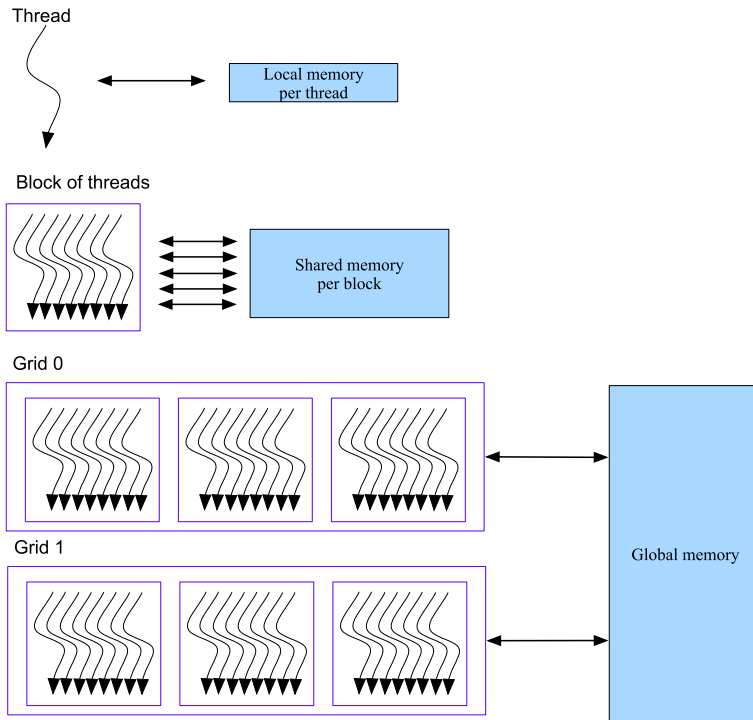 Thread
Local memory
per thread
Block of threads
Shared memory
per block
Grid 0
Grid 1
Global memory